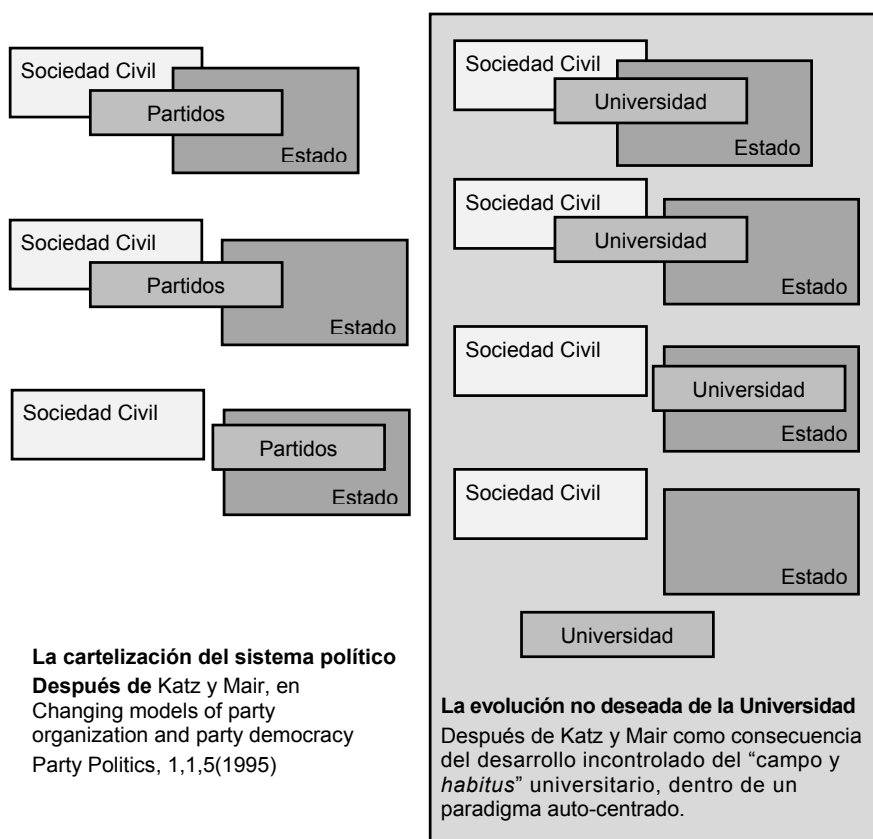 Sociedad Civil
Partidos
Estado
Sociedad Civil
Partidos
Estado
Sociedad Civil
Partidos
Estado
La cartelización del sistema político
Después de Katz y Mair, en
Changing models of party
organization and party democracy
Party Politics, 1,1,5(1995)
Sociedad Civil
Universidad
Estado
Sociedad Civil
Universidad
Estado
Sociedad Civil
Universidad
Estado
Sociedad Civil
Estado
Universidad
La evolución no deseada de la Universidad
Después de Katz y Mair como consecuencia
del desarrollo incontrolado del “campo y
habitus” universitario, dentro de un
paradigma auto-centrado.